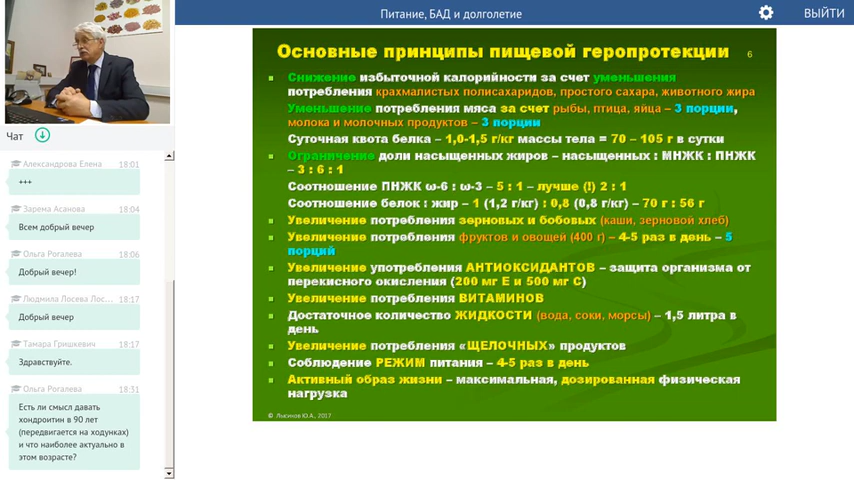 Питание, БАД и долголетие
ВЫЙТИ
Чат
Александрова Елена 18:01
+++
Зарема Асанова 18:04
Всем добрый вечер
Ольга Рогалева 18:06
Добрый вечер!
Людмила Лосева Лос... 18:17
Добрый вечер
Тамара Гришкевич 18:17
Здравствуйте.
Ольга Рогалева 18:31
Есть ли смысл давать
хондроитин в 90 лет
(передвигается на ходунках)
и что наиболее актуально в
этом возрасте?
Основные принципы пищевой геропротекции 6
Снижение избыточной калорийности за счет уменьшения
потребления крахмалистых полисахаридов, простого сахара, животного жира
Уменьшение потребления мяса за счет рыбы, птица, яйца – 3 порции,
молока и молочных продуктов – 3 порции
Суточная квота белка – 1,0-1,5 г/кг массы тела = 70 – 105 г в сутки
Ограничение доли насыщенных жиров – насыщенных : МНЖК : ПНЖК
– 3 : 6 : 1
Соотношение ПНЖК ω-6 : ω-3 – 5 : 1 – лучше (!) 2 : 1
Соотношение белок : жир – 1 (1,2 г/кг) : 0,8 (0,8 г/кг) – 70 г : 56 г
Увеличение потребления зерновых и бобовых (каши, зерновой хлеб)
Увеличение потребления фруктов и овощей (400 г) – 4-5 раз в день – 5
порций
Увеличение употребления АНТИОКСИДАНТОВ – защита организма от
перекисного окисления (200 мг Е и 500 мг С)
Увеличение потребления ВИТАМИНОВ
Достаточное количество ЖИДКОСТИ (вода, соки, морсы) – 1,5 литра в
день
Увеличение потребления «ЩЕЛОЧНЫХ» продуктов
Соблюдение РЕЖИМ питания – 4-5 раз в день
Активный образ жизни – максимальная, дозированная физическая
нагрузка
© Лысиков Ю.А., 2017